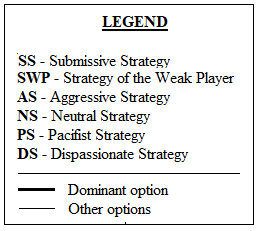 LEGEND
SS - Submissive Strategy
SWP - Strategy of the Weak Player
AS - Aggressive Strategy
NS - Neutral Strategy
PS - Pacifist Strategy
DS - Dispassionate Strategy
Dominant option
Other options